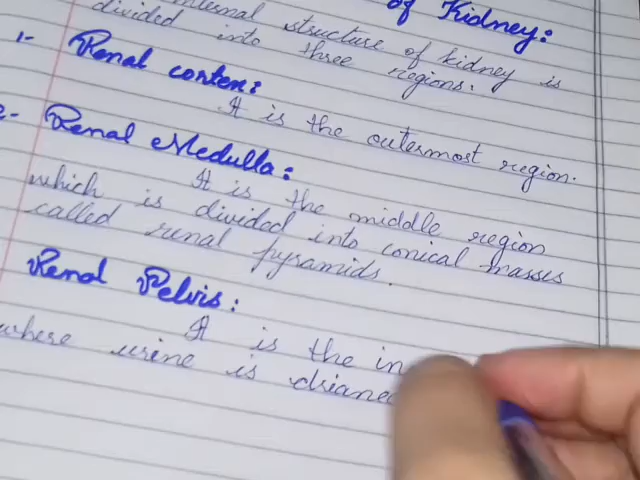 of Kidney:
internal structure of kidney is
divided into three regions.
1- Renal cortex:
It is the outermost region.
2- Renal Medulla:
It is the middle region
which is divided into conical masses
called renal pyramids.
Renal Pelvis:
It is the in
where urine is drained